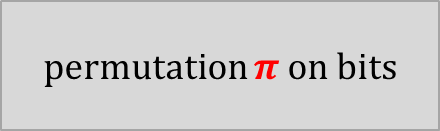 permutation π on bits